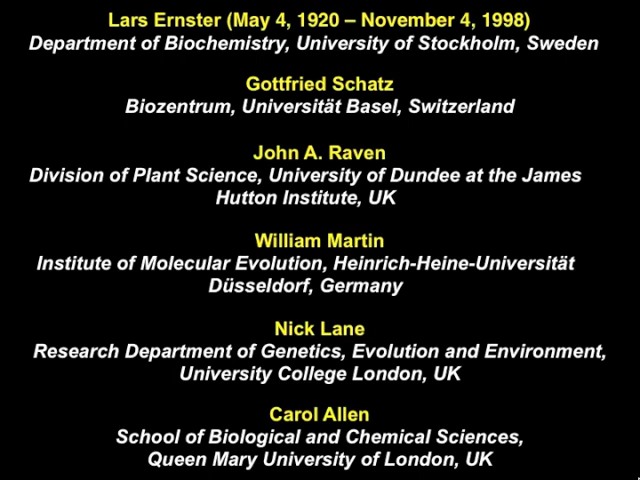 Lars Ernster (May 4, 1920 – November 4, 1998)
Department of Biochemistry, University of Stockholm, Sweden
Gottfried Schatz
Biozentrum, Universität Basel, Switzerland
John A. Raven
Division of Plant Science, University of Dundee at the James
Hutton Institute, UK
William Martin
Institute of Molecular Evolution, Heinrich-Heine-Universität
Düsseldorf, Germany
Nick Lane
Research Department of Genetics, Evolution and Environment,
University College London, UK
Carol Allen
School of Biological and Chemical Sciences,
Queen Mary University of London, UK